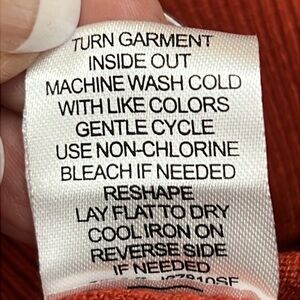 TURN GARMENT
INSIDE OUT
MACHINE WASH COLD
WITH LIKE COLORS
GENTLE CYCLE
USE NON-CHLORINE
BLEACH IF NEEDED
RESHAPE
LAY FLAT TO DRY
COOL IRON ON
REVERSE SIDE
IF NEEDED